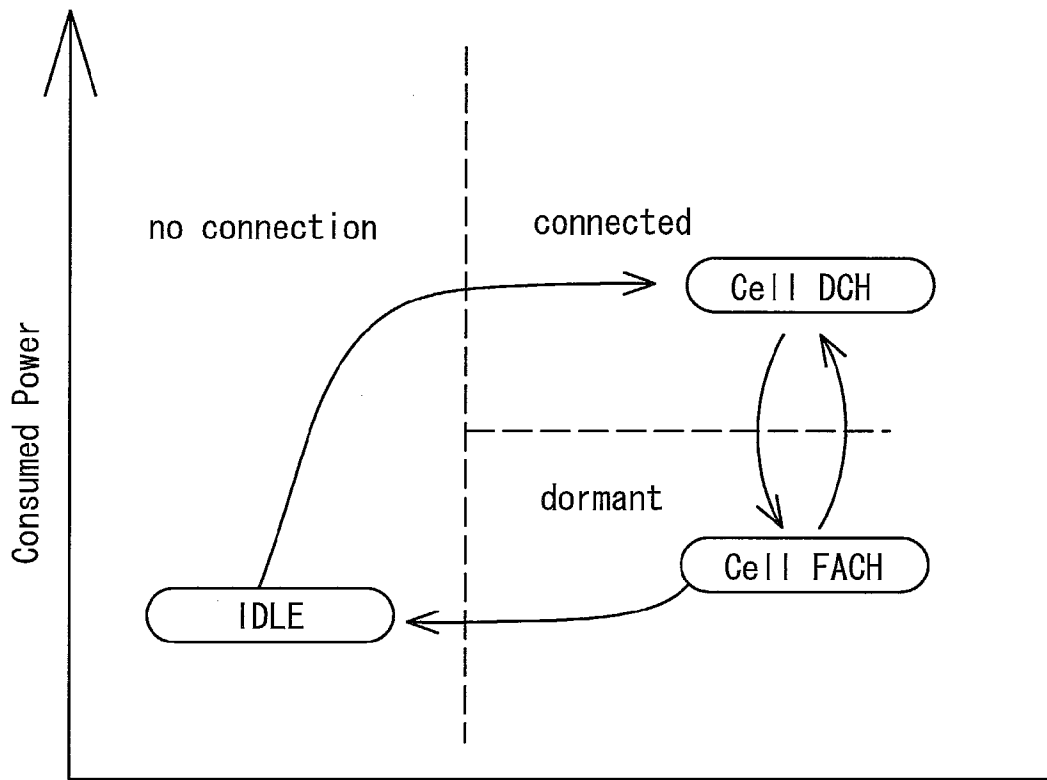 no connection
connected
Cell DCH
Consumed Power
dormant
Cell FACH
IDLE